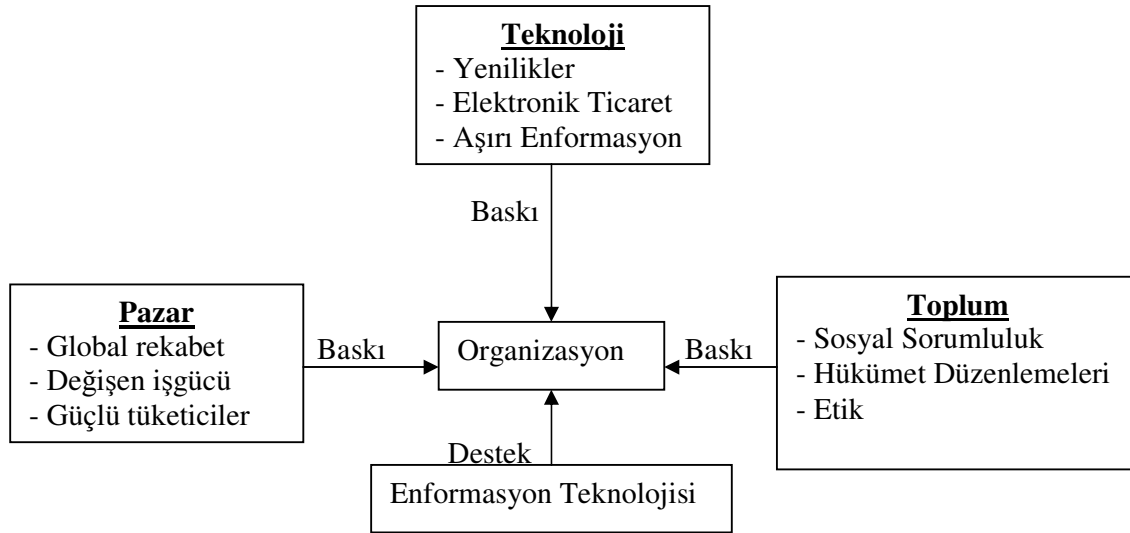 Teknoloji
- Yenilikler
- Elektronik Ticaret
- Aşırı Enformasyon
Baskı
Pazar
- Global rekabet
- Değişen işgücü
- Güçlü tüketiciler
Baskı
Organizasyon
Baskı
Toplum
- Sosyal Sorumluluk
- Hükümet Düzenlemeleri
- Etik
Destek
Enformasyon Teknolojisi